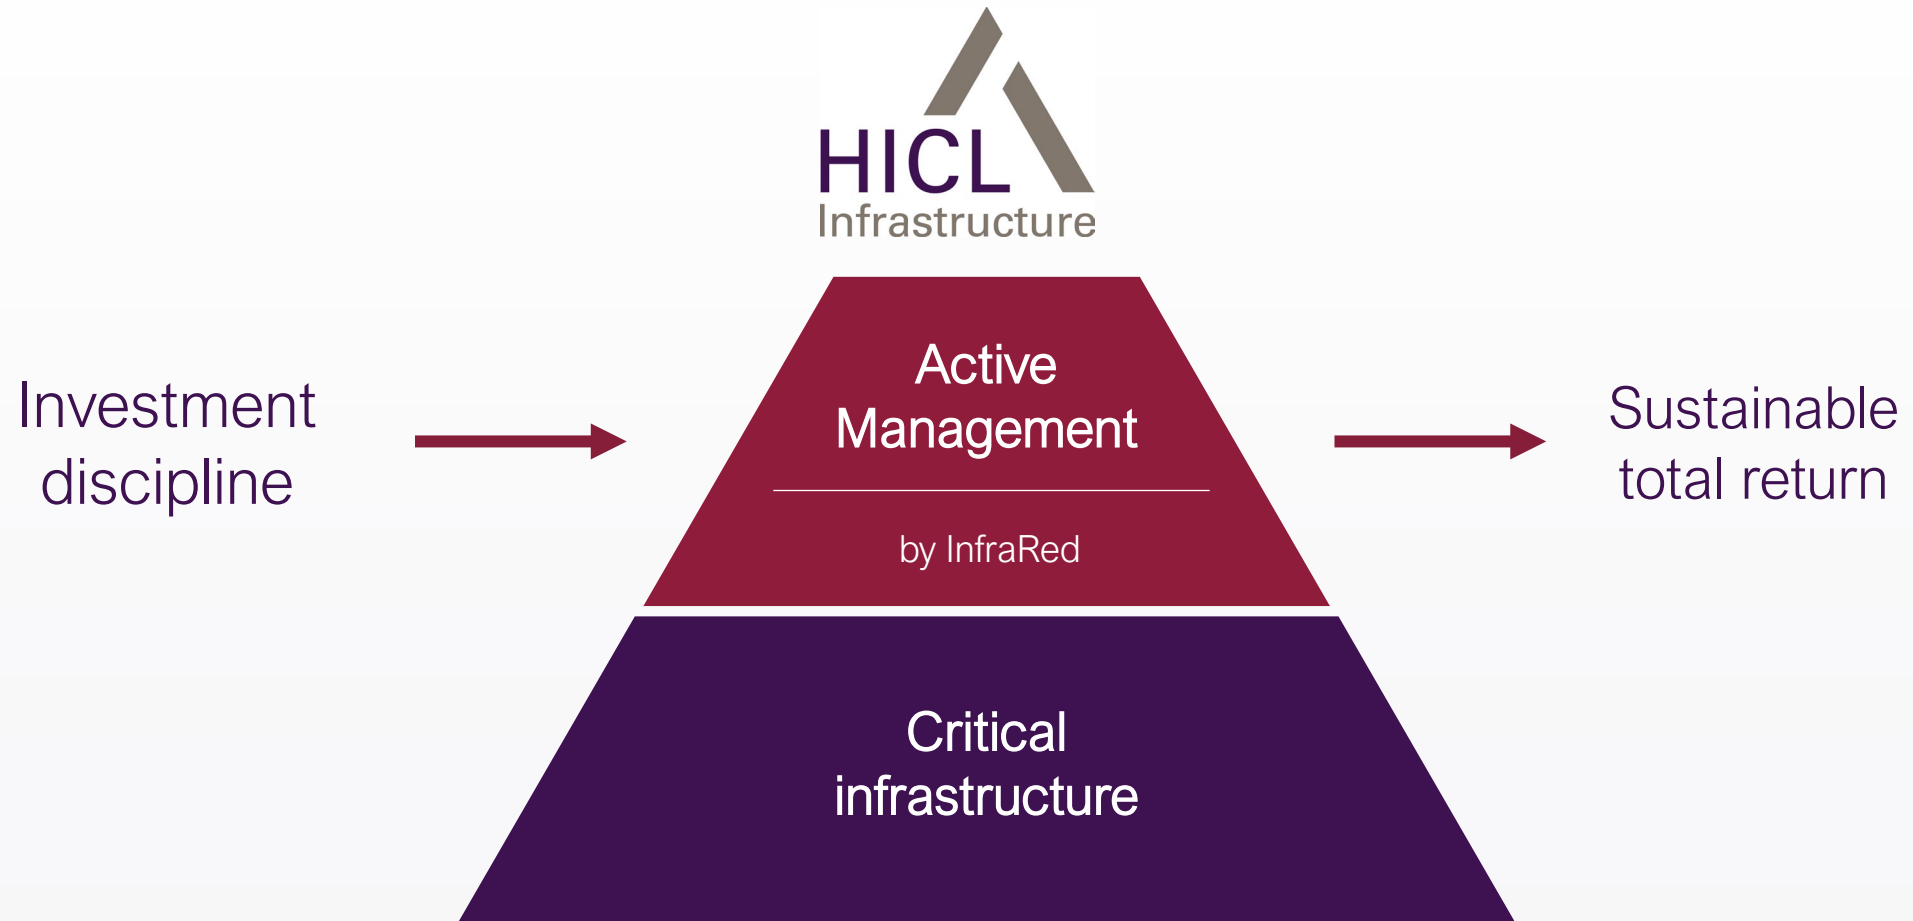 HICL
Infrastructure
Investment
discipline
Active
Management
by InfraRed
Sustainable
total return
Critical
infrastructure